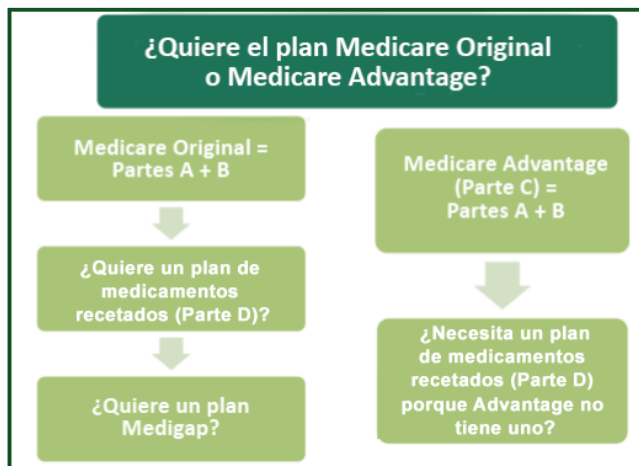 ¿Quiere el plan Medicare Original
o Medicare Advantage?
Medicare Original =
Partes A + B
¿Quiere un plan de
medicamentos
recetados (Parte D)?
¿Quiere un plan
Medigap?
Medicare Advantage
(Parte C) =
Partes A + B
¿Necesita un plan
de medicamentos
recetados (Parte D)
porque Advantage no
tiene uno?